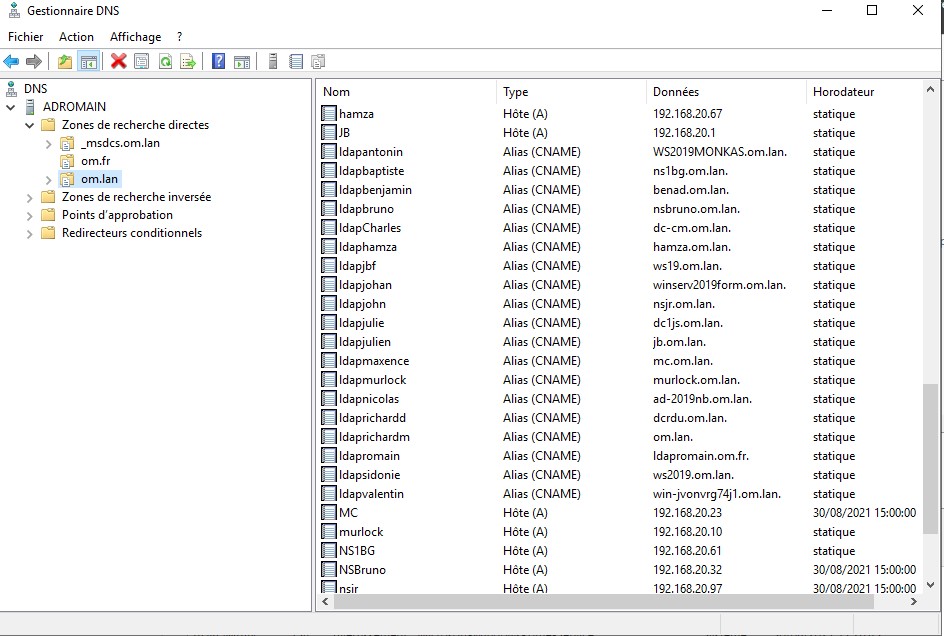 Gestionnaire DNS
Fichier Action Affichage ?
DNS
ADROMAIN
Zones de recherche directes
_msdcs.om.lan
om.fr
om.lan
Zones de recherche inversée
Points d'approbation
Redirecteurs conditionnels
Nom Type Données Horodateur
hamza Hôte (A) 192.168.20.67 statique
JB Hôte (A) 192.168.20.1 statique
ldapantonin Alias (CNAME) WS2019MONKAS.om.lan. statique
ldapbaptiste Alias (CNAME) ns1bg.om.lan. statique
ldapbenjamin Alias (CNAME) benad.om.lan. statique
ldapbruno Alias (CNAME) nsbruno.om.lan. statique
ldapCharles Alias (CNAME) dc-cm.om.lan. statique
ldaphamza Alias (CNAME) hamza.om.lan. statique
ldapjbf Alias (CNAME) ws19.om.lan. statique
ldapjohan Alias (CNAME) winserv2019form.om.lan. statique
ldapjohn Alias (CNAME) nsjr.om.lan. statique
ldapjulie Alias (CNAME) dc1js.om.lan. statique
ldapjulien Alias (CNAME) jb.om.lan. statique
ldapmaxence Alias (CNAME) mc.om.lan. statique
ldapmurlock Alias (CNAME) murlock.om.lan. statique
ldapnicolas Alias (CNAME) ad-2019nb.om.lan. statique
ldaprichardd Alias (CNAME) dcrdu.om.lan. statique
ldaprichardm Alias (CNAME) om.lan. statique
ldapromain Alias (CNAME) ldapromain.om.fr. statique
ldapsidonie Alias (CNAME) ws2019.om.lan. statique
ldapvalentin Alias (CNAME) win-jvonvrg74j1.om.lan. statique
MC Hôte (A) 192.168.20.23 30/08/2021 15:00:00
murlock Hôte (A) 192.168.20.10 statique
NS1BG Hôte (A) 192.168.20.61 statique
NSBruno Hôte (A) 192.168.20.32 30/08/2021 15:00:00
nsjr Hôte (A) 192.168.20.97 30/08/2021 15:00:00